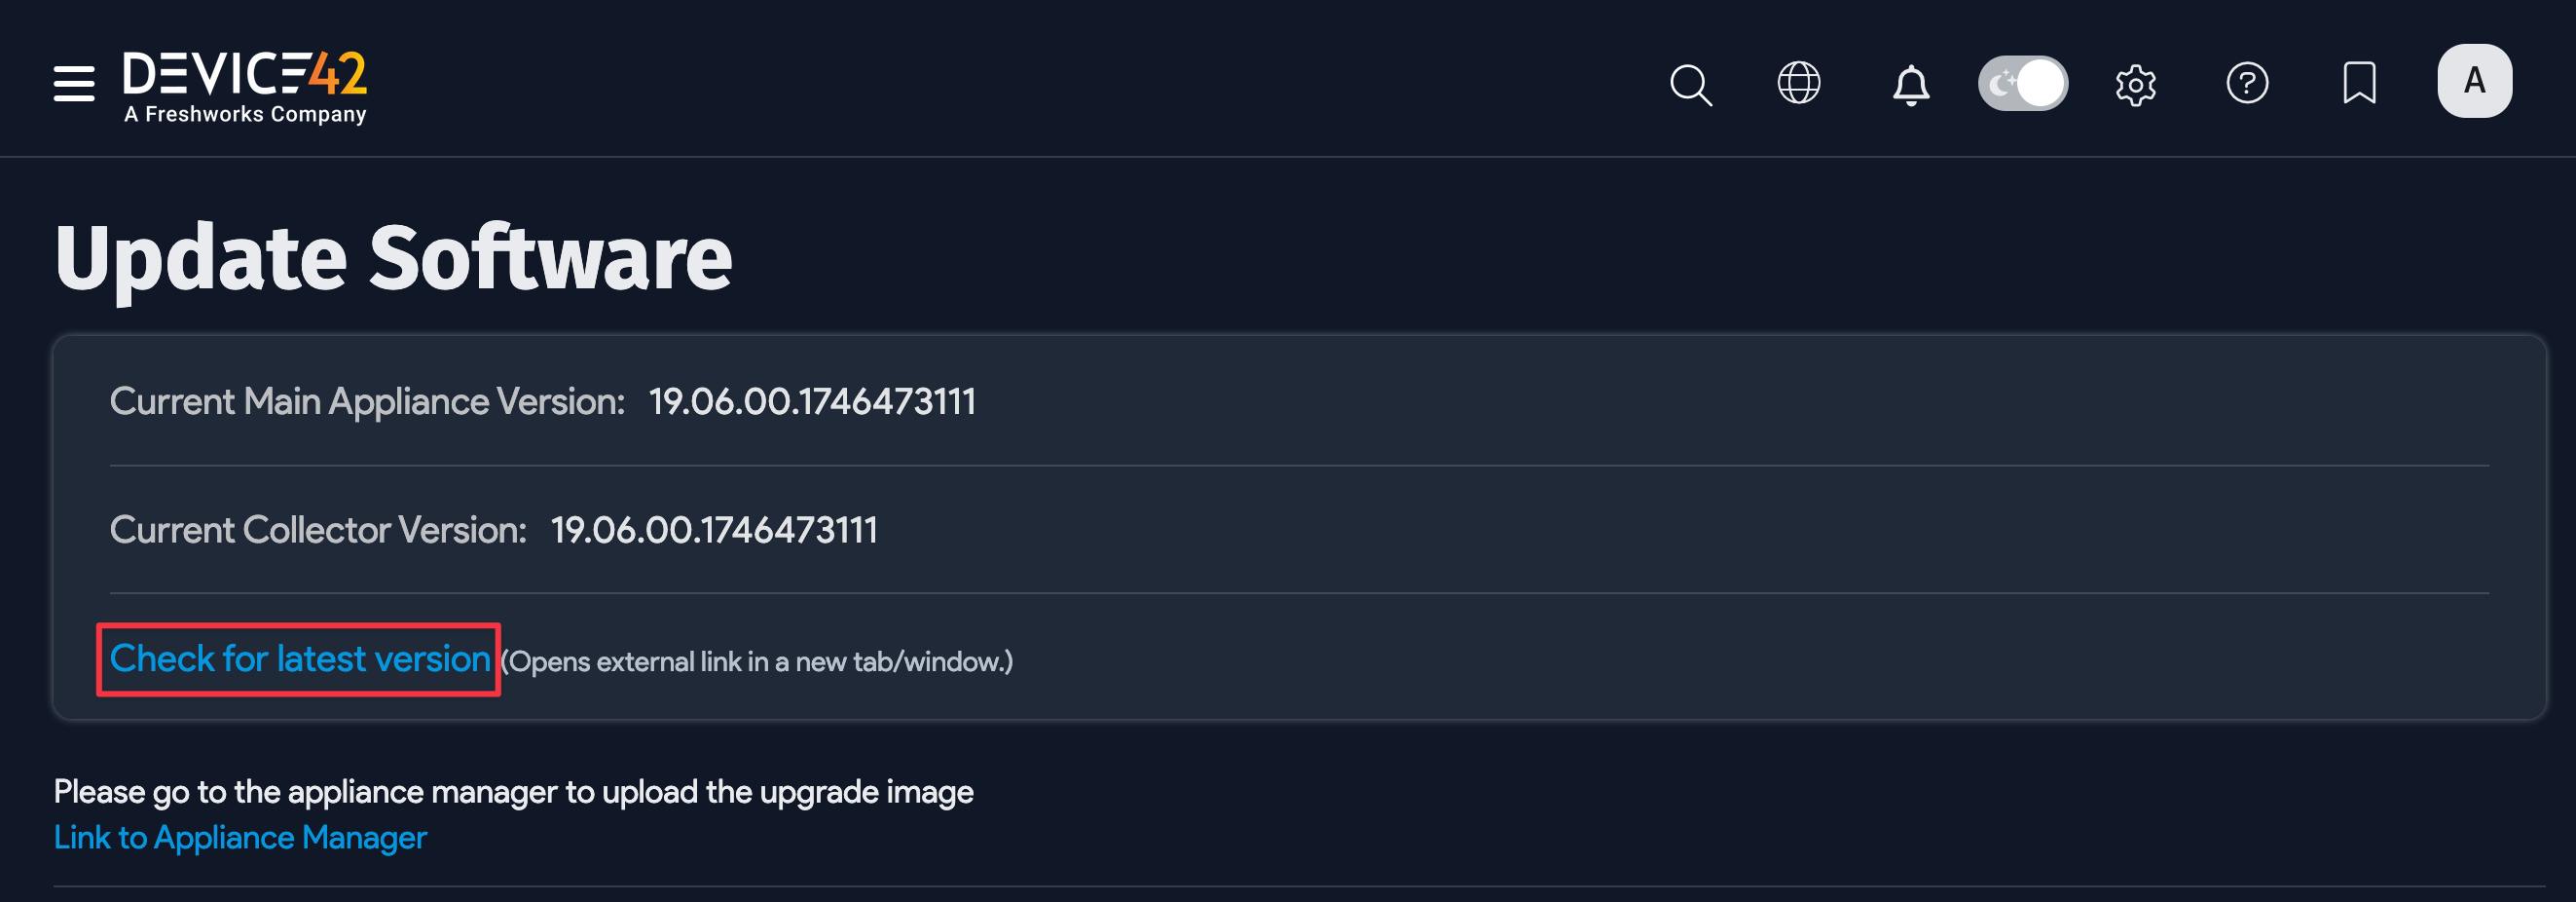 DEVICE42
A Freshworks Company
A
Update Software
Current Main Appliance Version: 19.06.00.1746473111
Current Collector Version: 19.06.00.1746473111
Check for latest version (Opens external link in a new tab/window.)
Please go to the appliance manager to upload the upgrade image
Link to Appliance Manager